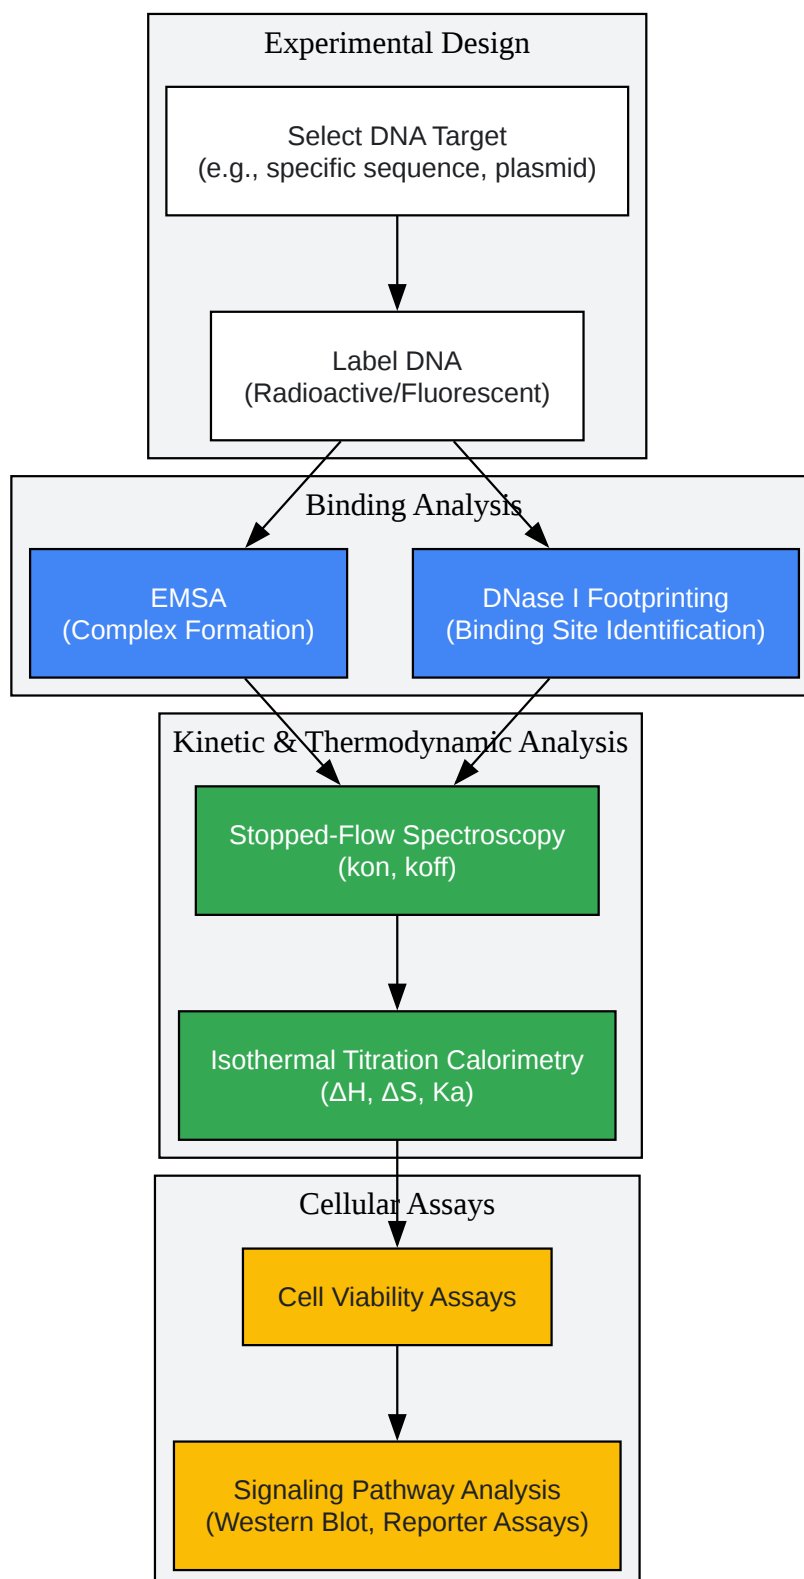 Experimental Design
Select DNA Target
(e.g., specific sequence, plasmid)
Label DNA
(Radioactive/Fluorescent)
Binding Analysis
EMSA
(Complex Formation)
DNase I Footprinting
(Binding Site Identification)
Kinetic & Thermodynamic Analysis
Stopped-Flow Spectroscopy
(kon, koff)
Isothermal Titration Calorimetry
(ΔH, ΔS, Ka)
Cellular Assays
Cell Viability Assays
Signaling Pathway Analysis
(Western Blot, Reporter Assays)